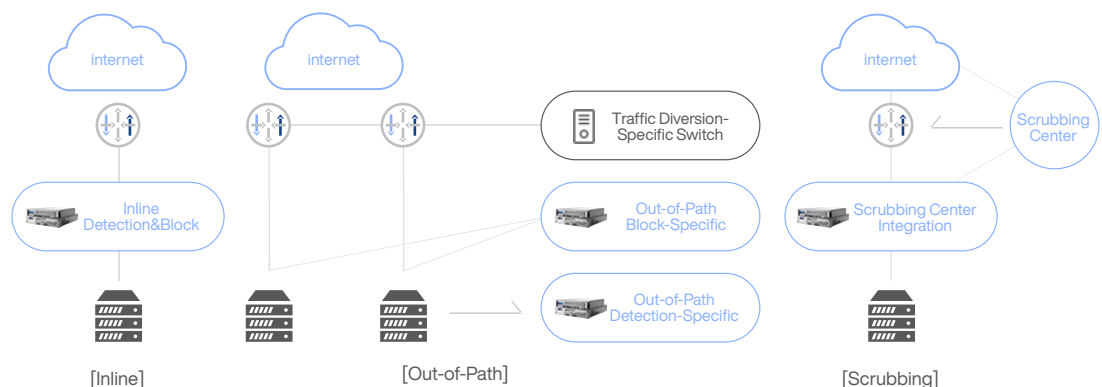 internet
internet
internet
Traffic Diversion-
Specific Switch
Scrubbing
Center
Inline
Detection&Block
Out-of-Path
Block-Specific
Scrubbing Center
Integration
Out-of-Path
Detection-Specific
[Inline]
[Out-of-Path]
[Scrubbing]